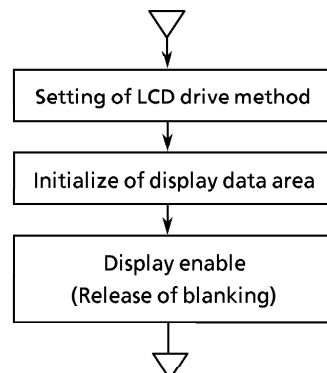 Setting of LCD drive method
Initialize of display data area
Display enable
(Release of blanking)